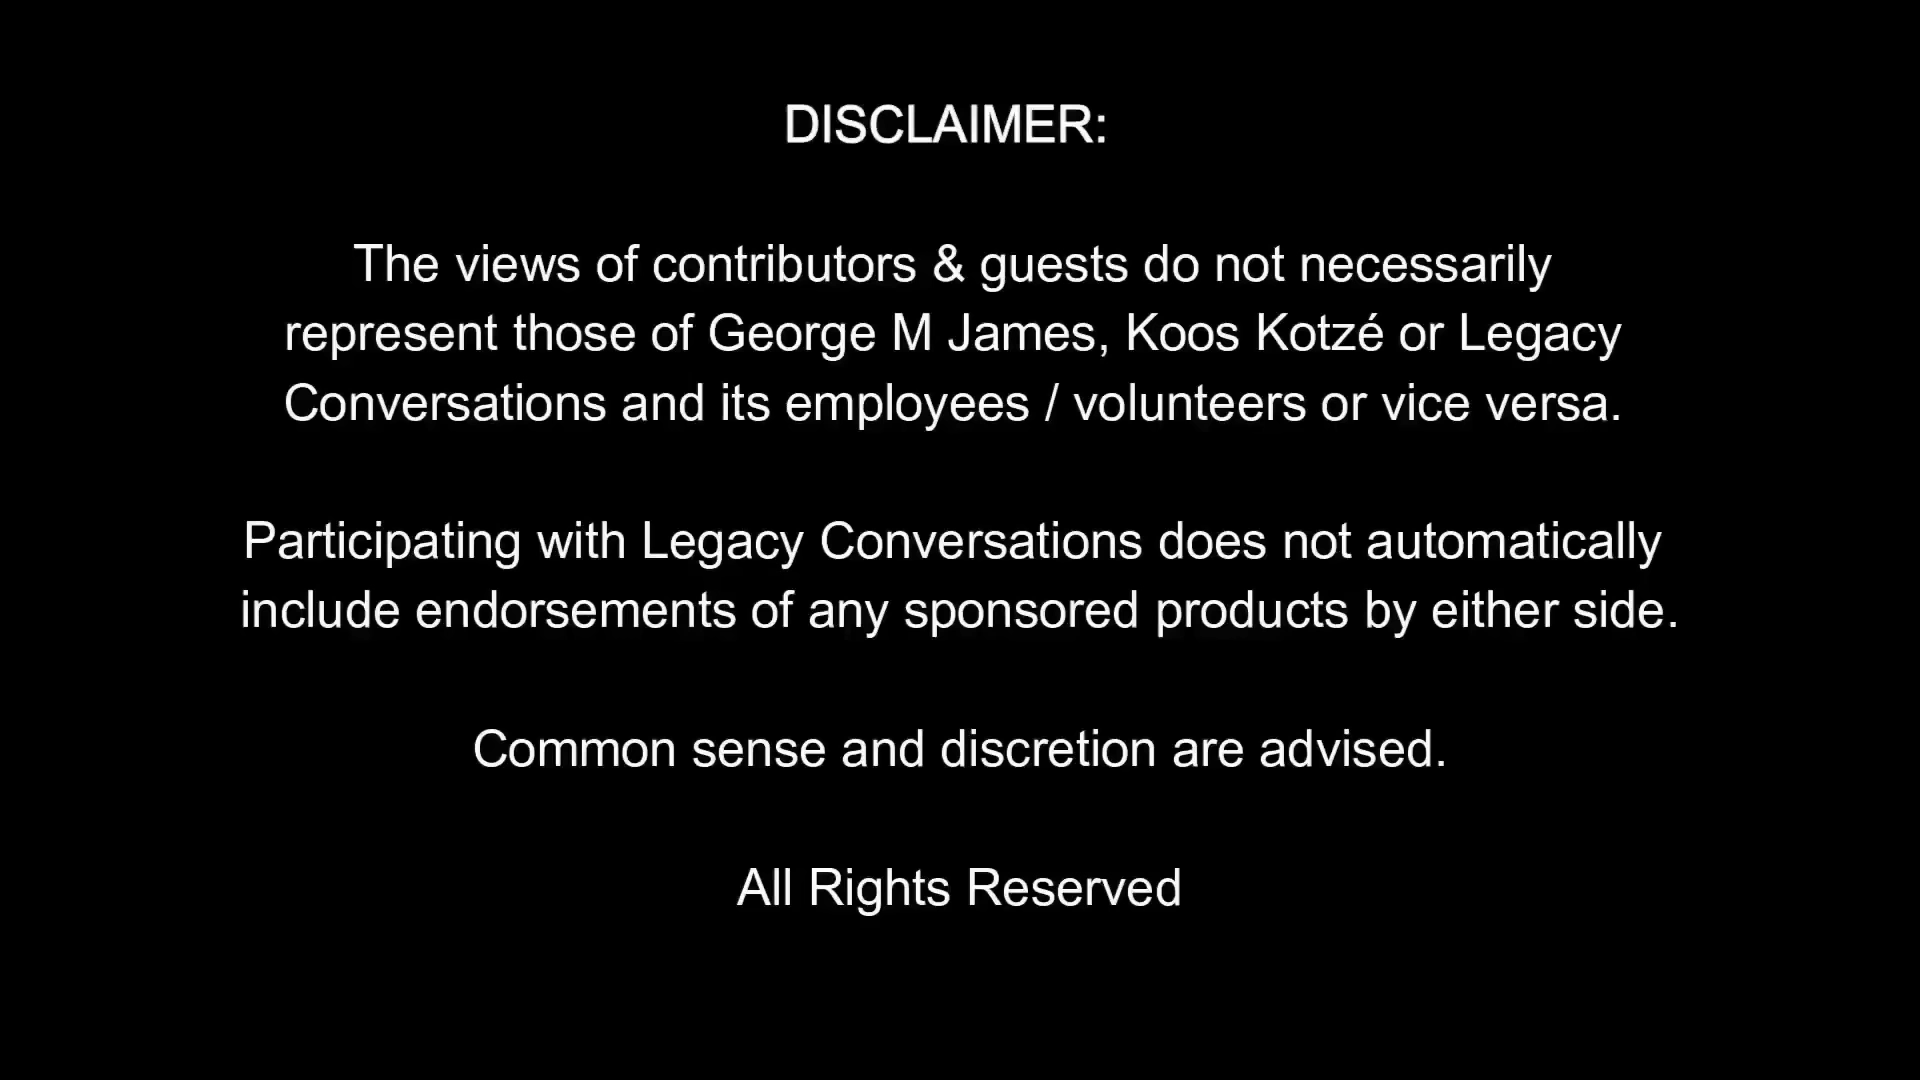 DISCLAIMER:
The views of contributors & guests do not necessarily
represent those of George M James, Koos Kotzé or Legacy
Conversations and its employees / volunteers or vice versa.
Participating with Legacy Conversations does not automatically
include endorsements of any sponsored products by either side.
Common sense and discretion are advised.
All Rights Reserved